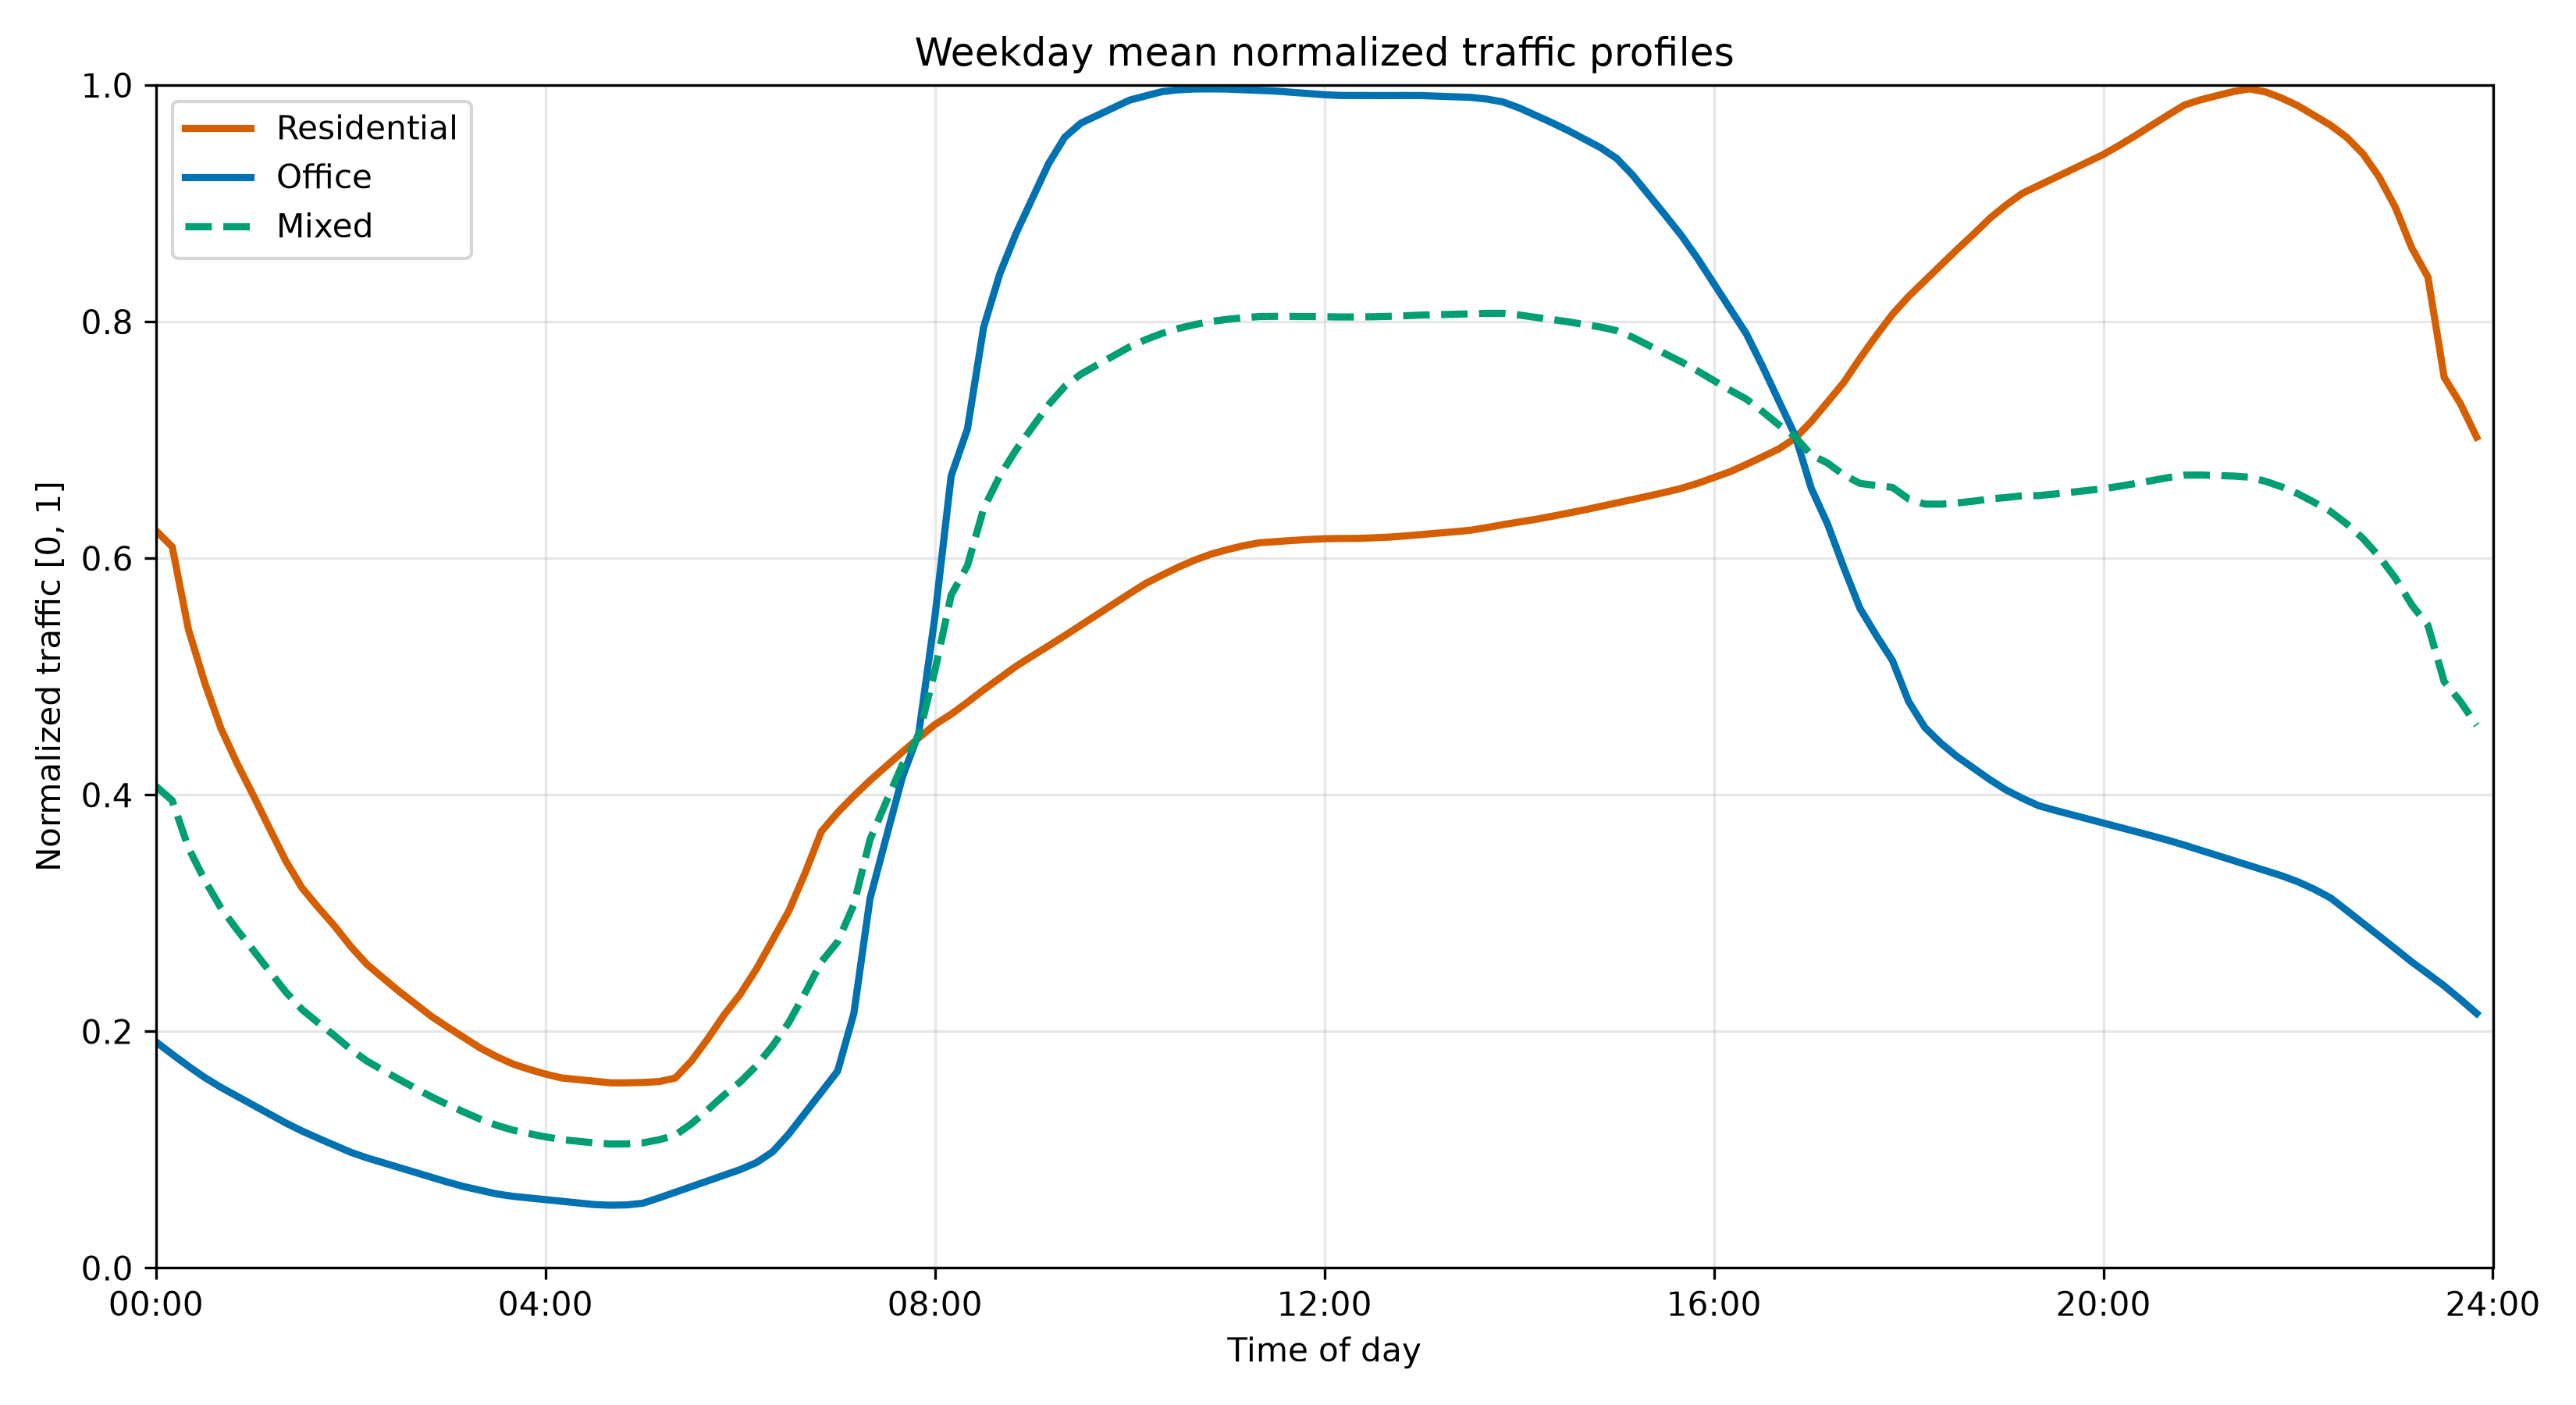 Weekday mean normalized traffic profiles
Residential
Office
Mixed
Normalized traffic [0, 1]
1.0
0.8
0.6
0.4
0.2
0.0
00:00 04:00 08:00 12:00 16:00 20:00 24:00
Time of day